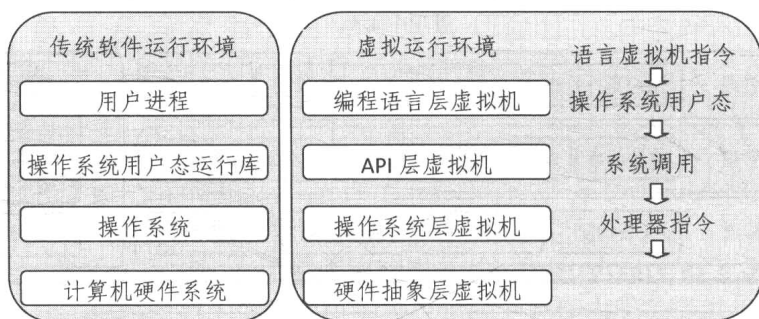 传统软件运行环境
用户进程
操作系统用户态运行库
操作系统
计算机硬件系统
虚拟运行环境
编程语言层虚拟机
API 层虚拟机
操作系统层虚拟机
硬件抽象层虚拟机
语言虚拟机指令
操作系统用户态
系统调用
处理器指令